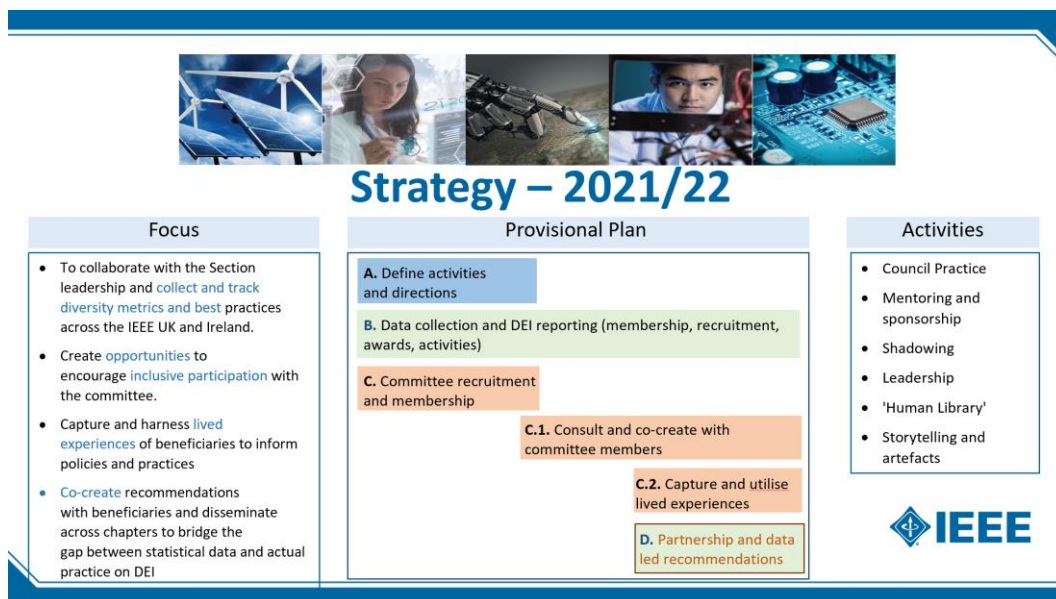 Strategy – 2021/22
Focus
● To collaborate with the Section
leadership and collect and track
diversity metrics and best practices
across the IEEE UK and Ireland.
● Create opportunities to
encourage inclusive participation with
the committee.
● Capture and harness lived
experiences of beneficiaries to inform
policies and practices
● Co-create recommendations
with beneficiaries and disseminate
across chapters to bridge the
gap between statistical data and actual
practice on DEI
Provisional Plan
A. Define activities
and directions
B. Data collection and DEI reporting (membership, recruitment,
awards, activities)
C. Committee recruitment
and membership
C.1. Consult and co-create with
committee members
C.2. Capture and utilise
lived experiences
D. Partnership and data
led recommendations
Activities
● Council Practice
● Mentoring and
sponsorship
● Shadowing
● Leadership
● 'Human Library'
● Storytelling and
artefacts
IEEE